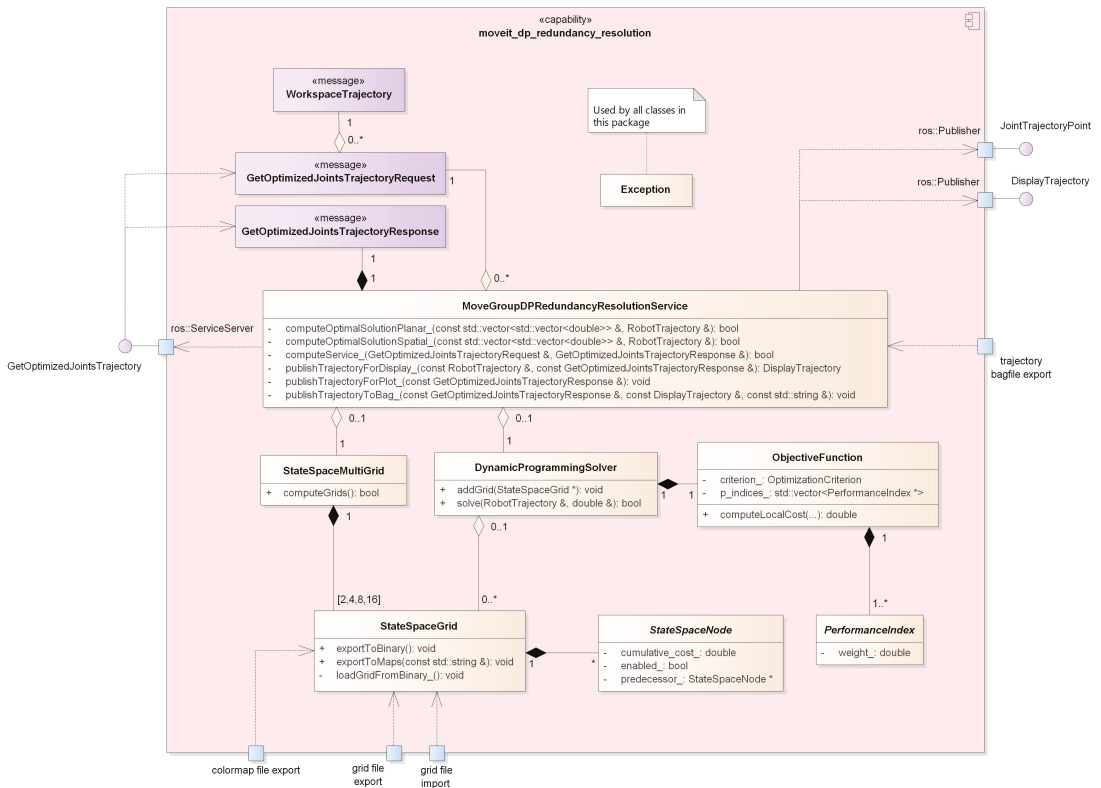 «capability»
moveit_dp_redundancy_resolution
«message»
WorkspaceTrajectory
1
0..*
Used by all classes in
this package
Exception
ros::Publisher
JointTrajectoryPoint
ros::Publisher
DisplayTrajectory
«message»
GetOptimizedJointsTrajectoryRequest
1
«message»
GetOptimizedJointsTrajectoryResponse
1
1
0..*
ros::ServiceServer
GetOptimizedJointsTrajectory
MoveGroupDPRedundancyResolutionService
- computeOptimalSolutionPlanar_(const std::vector<std::vector<double>> &, RobotTrajectory &): bool
- computeOptimalSolutionSpatial_(const std::vector<std::vector<double>> &, RobotTrajectory &): bool
- computeService_(GetOptimizedJointsTrajectoryRequest &, GetOptimizedJointsTrajectoryResponse &): bool
- publishTrajectoryForDisplay_(const RobotTrajectory &, const GetOptimizedJointsTrajectoryResponse &): DisplayTrajectory
- publishTrajectoryForPlot_(const GetOptimizedJointsTrajectoryResponse &): void
- publishTrajectoryToBag_(const GetOptimizedJointsTrajectoryResponse &, const DisplayTrajectory &, const std::string &): void
trajectory
bagfile export
0..1
1
0..1
1
StateSpaceMultiGrid
+ computeGrids(): bool
1
[2,4,8,16]
DynamicProgrammingSolver
+ addGrid(StateSpaceGrid *): void
+ solve(RobotTrajectory &, double &): bool
1
1
0..1
0..*
ObjectiveFunction
- criterion_: OptimizationCriterion
- p_indices_: std::vector<PerformanceIndex *>
+ computeLocalCost(...): double
1
1..*
StateSpaceGrid
+ exportToBinary(): void
+ exportToMaps(const std::string &): void
- loadGridFromBinary_(): void
1
*
StateSpaceNode
- cumulative_cost_: double
- enabled_: bool
- predecessor_: StateSpaceNode *
PerformanceIndex
- weight_: double
colormap file export
grid file
export
grid file
import